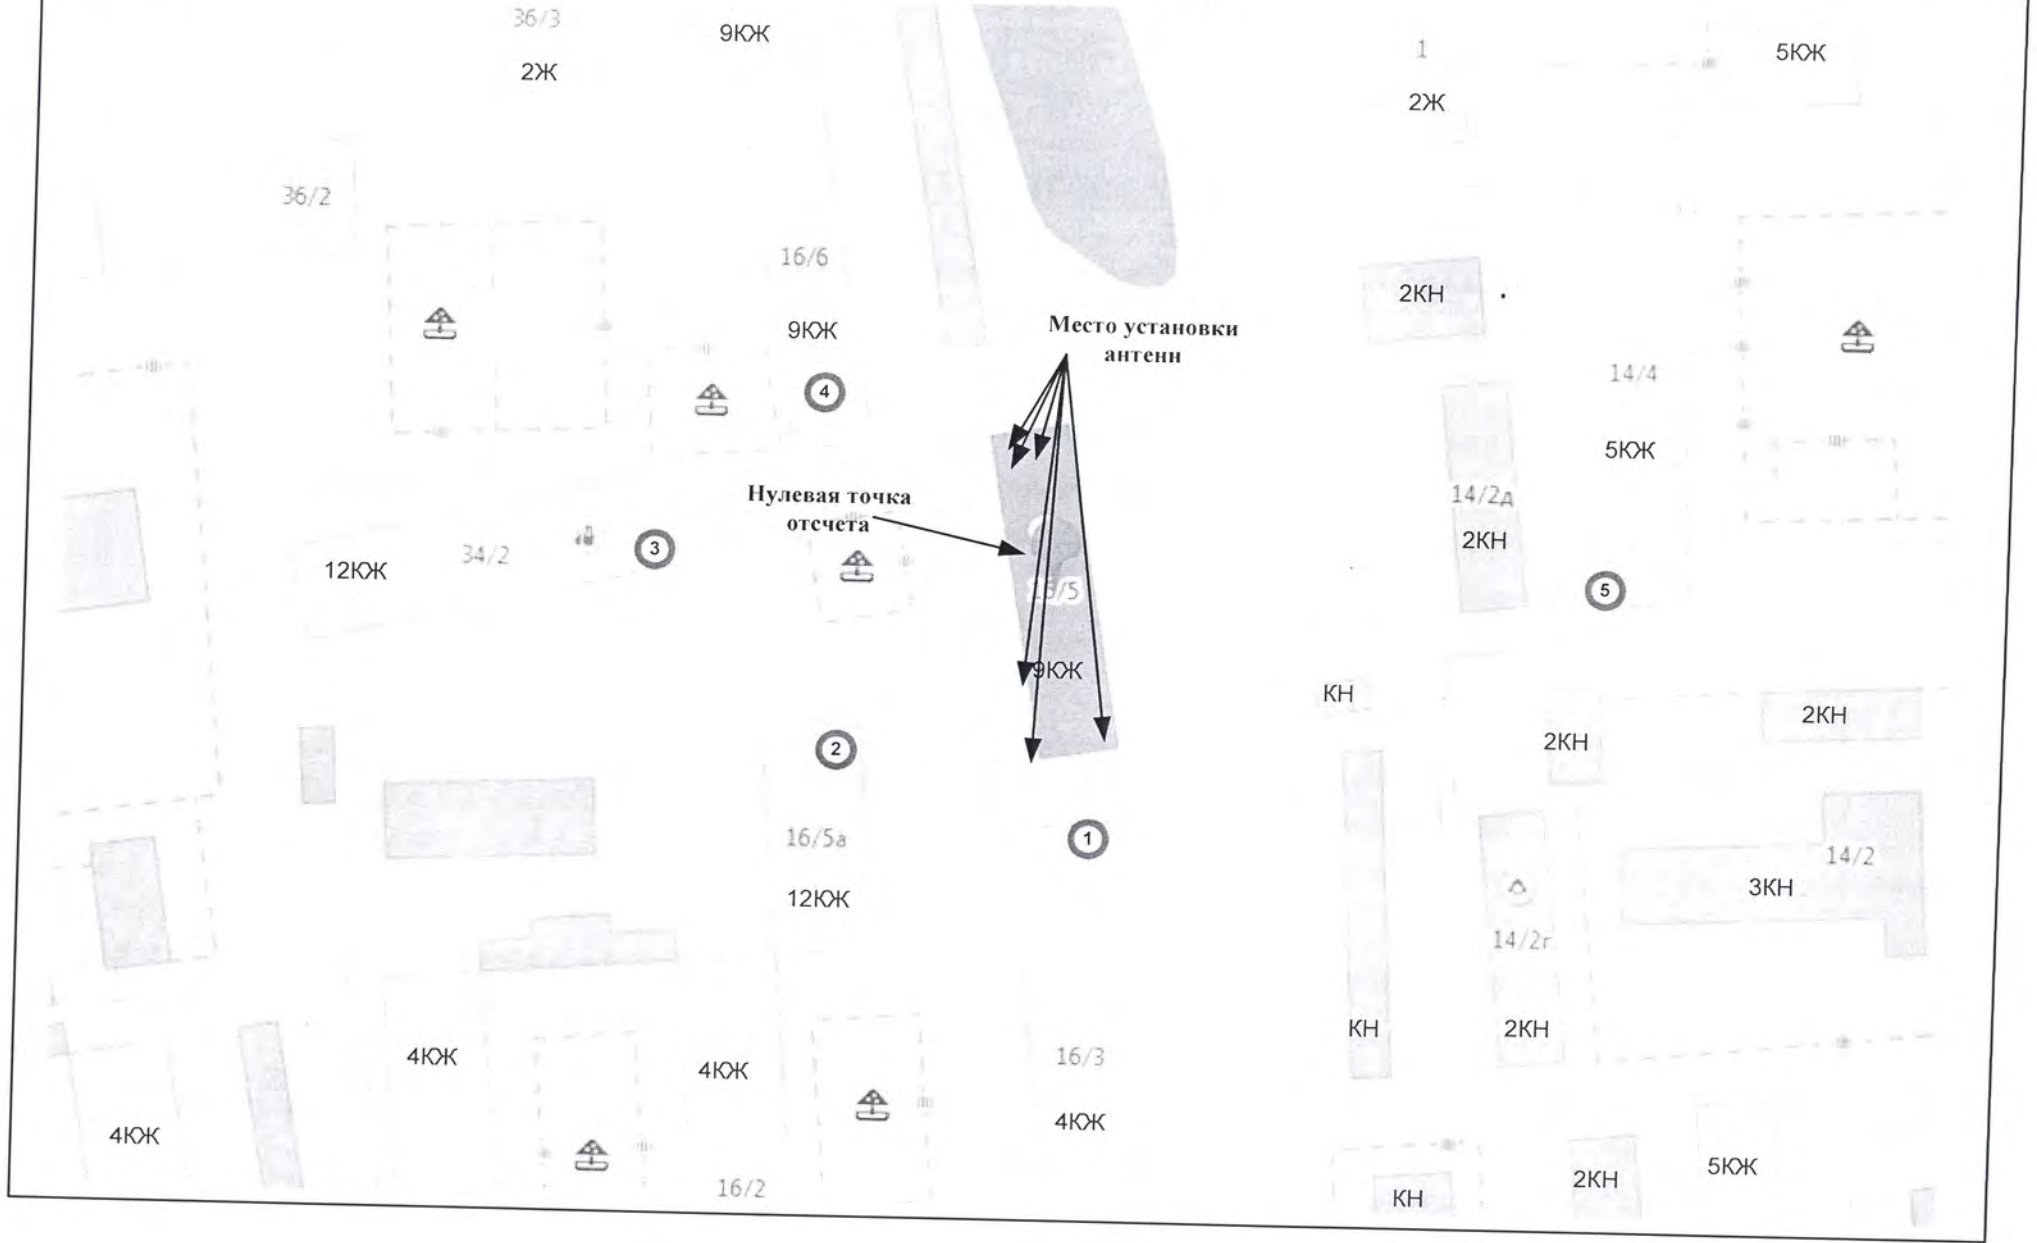 36/3
9КЖ
2Ж
1
2Ж
5КЖ
36/2
16/6
9КЖ
2КН
Место установки
антенн
14/4
5КЖ
4
Нулевая точка
отсчета
14/2д
2КН
12КЖ
34/2
3
16/5
5
9КЖ
КН
2КН
2КН
2
16/5а
12КЖ
1
14/2
3КН
14/2г
2КН
КН
4КЖ
4КЖ
16/3
4КЖ
4КЖ
16/2
КН
2КН
5КЖ